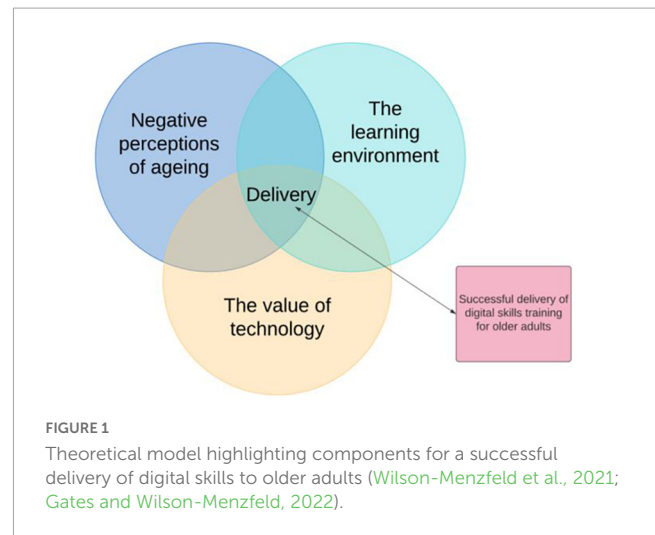 Negative
perceptions
of ageing
The
learning
environment
Delivery
The value of
technology
Successful delivery of
digital skills training
for older adults
FIGURE 1
Theoretical model highlighting components for a successful
delivery of digital skills to older adults (Wilson-Menzfeld et al., 2021;
Gates and Wilson-Menzfeld, 2022).